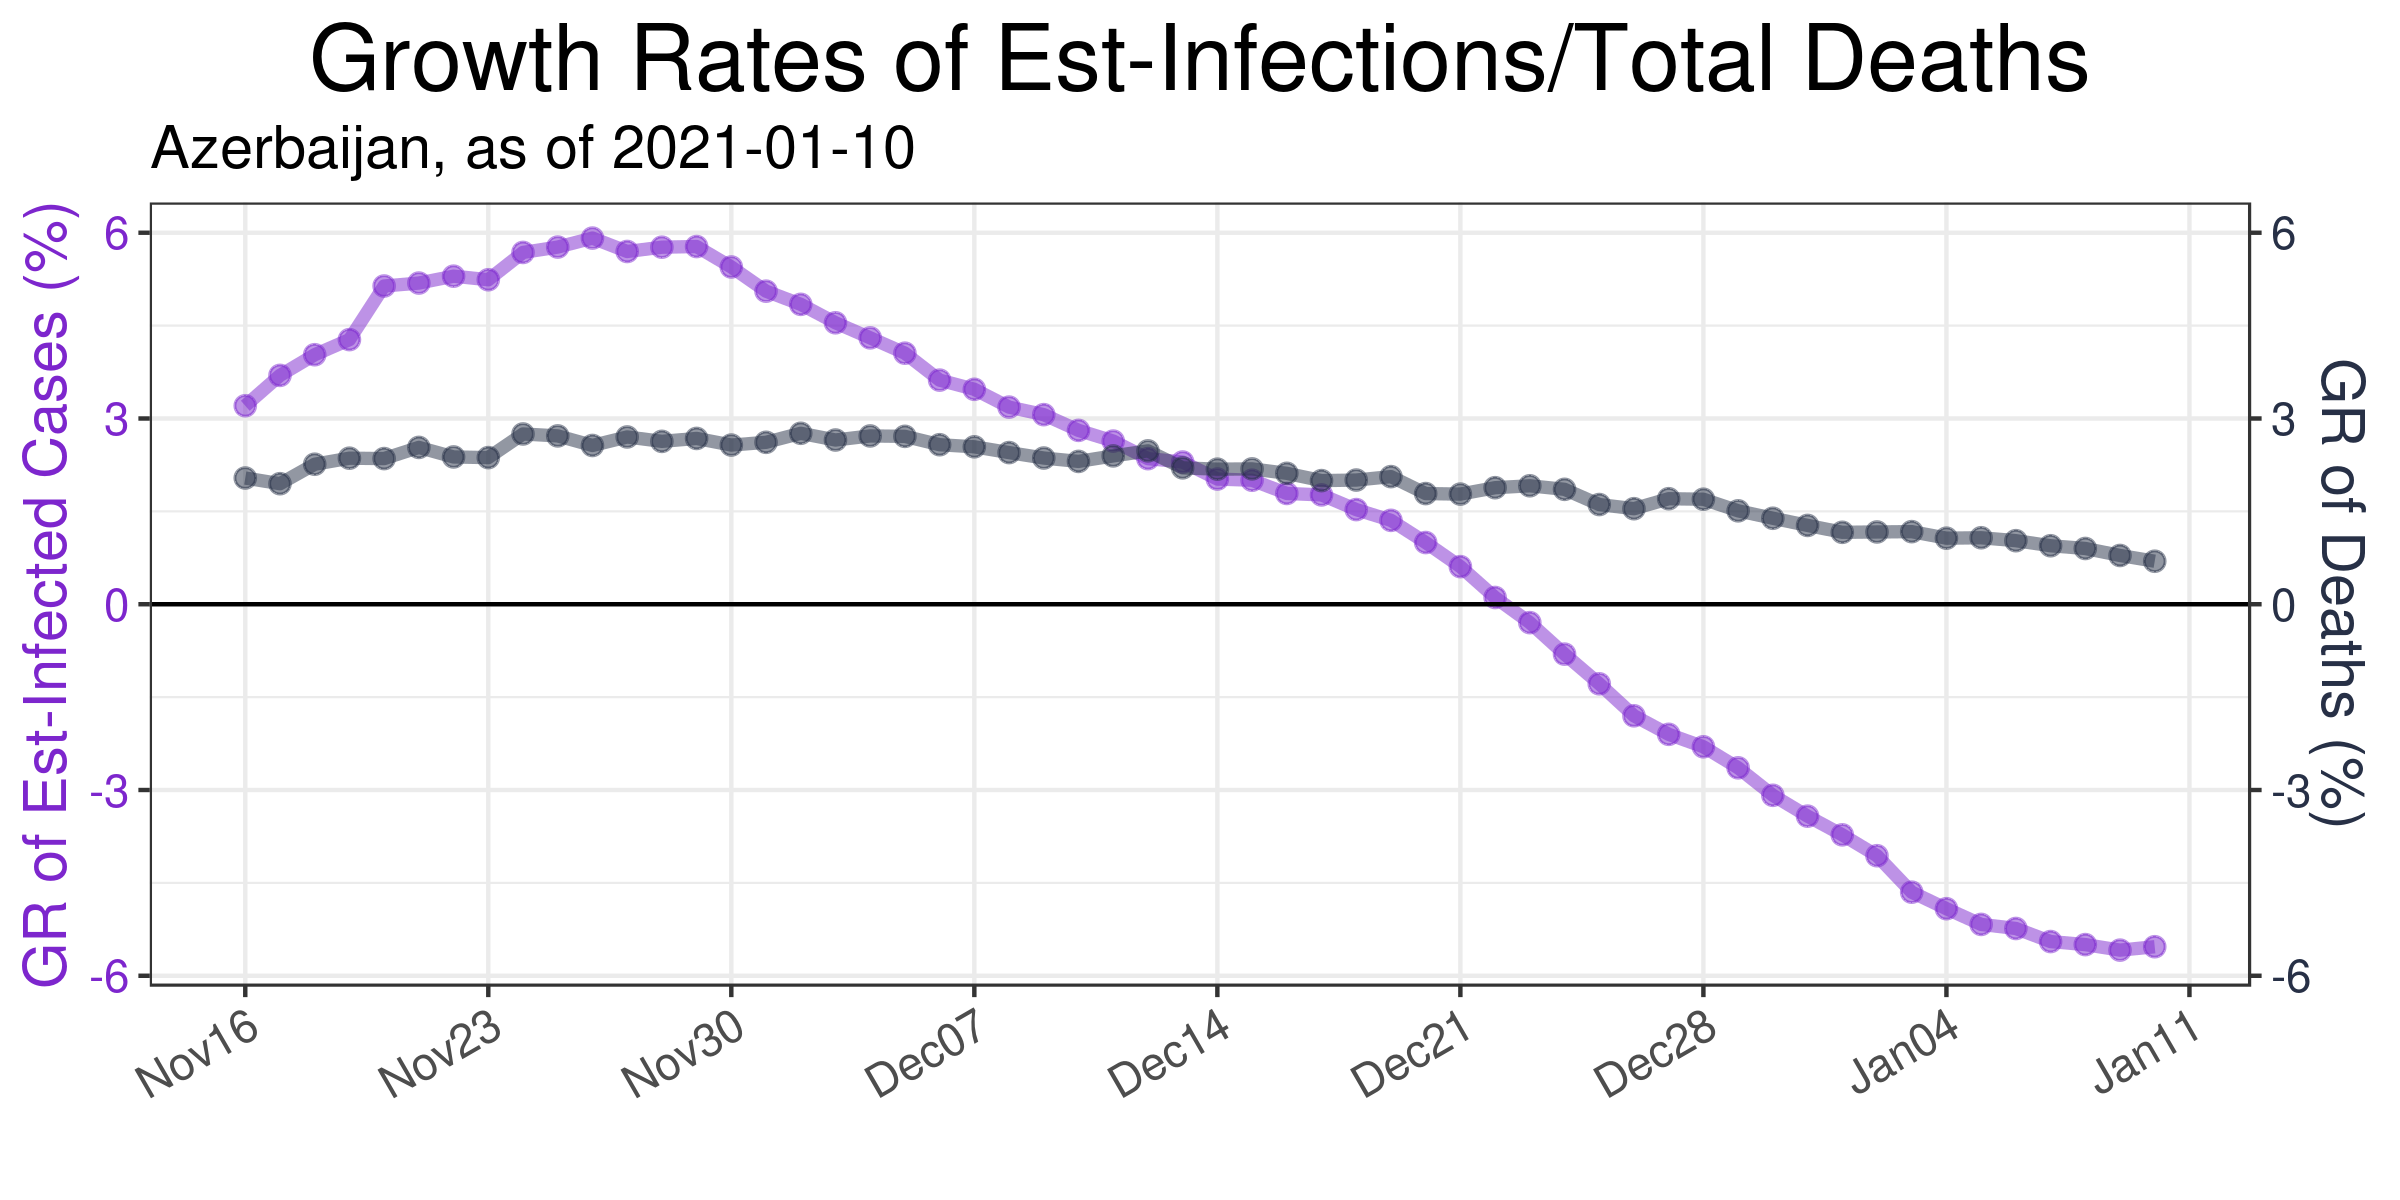 Growth Rates of Est-Infections/Total Deaths
Azerbaijan, as of 2021-01-10
GR of Est-Infected Cases (%)
6
3
0
-3
-6
6
3
0
-3
-6
GR of Deaths (%)
Nov16
Nov23
Nov30
Dec07
Dec14
Dec21
Dec28
Jan04
Jan11